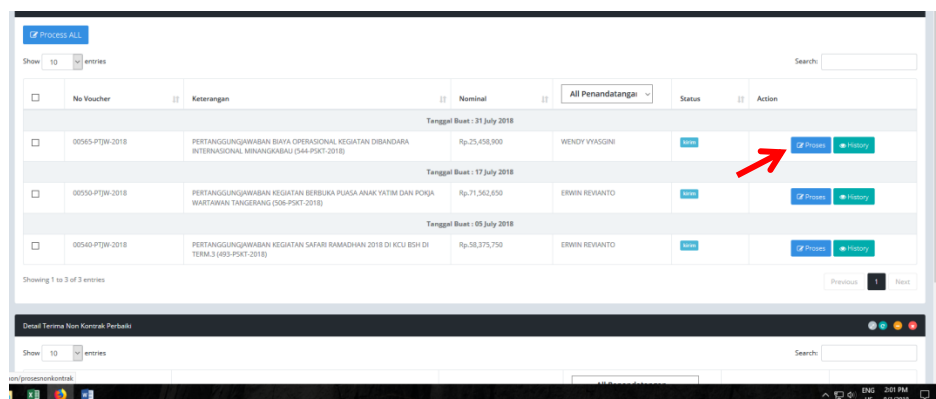 Process ALL
Show 10 entries Search:
No Voucher Keterangan Nominal All Penandatangan Status Action
Tanggal Buat : 31 July 2018
00565-PTJW-2018 PERTANGGUNGJAWABAN BIAYA OPERASIONAL KEGIATAN DIBANDARA Rp.25,458,900 WENDY VYASGINI Proses History
INTERNASIONAL MINANGKABAU (544-PSKT-2018)
Tanggal Buat : 17 July 2018
00550-PTJW-2018 PERTANGGUNGJAWABAN KEGIATAN BERBUKA PUASA ANAK YATIM DAN POKJA Rp.71,562,650 ERWIN REVIANTO Proses History
WARTAWAN TANGERANG (506-PSKT-2018)
Tanggal Buat : 05 July 2018
00540-PTJW-2018 PERTANGGUNGJAWABAN KEGIATAN SAFARI RAMADHAN 2018 DI KCU BSH DI Rp.58,375,750 ERWIN REVIANTO Proses History
TERM.3 (493-PSKT-2018)
Showing 1 to 3 of 3 entries Previous 1 Next
Detail Terima Non Kontrak Perbaiki
Show 10 entries Search:
on/prosesnonkontrak
ENG 2:01 PM